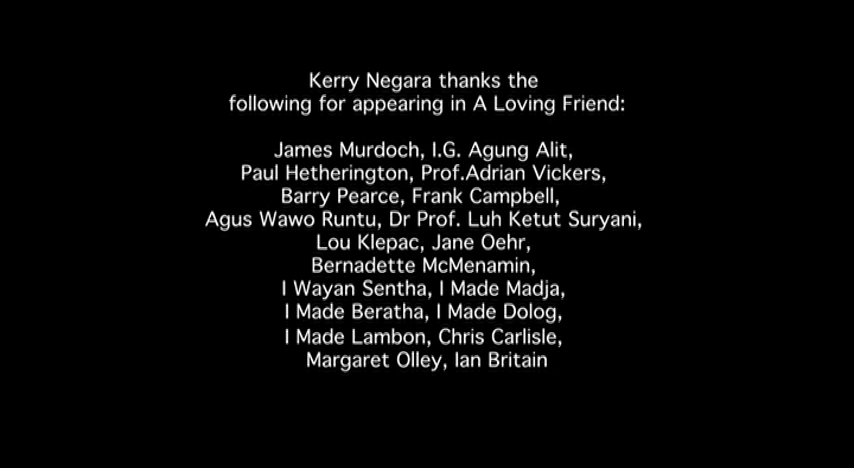 Kerry Negara thanks the
following for appearing in A Loving Friend:
James Murdoch, I.G. Agung Alit,
Paul Hetherington, Prof.Adrian Vickers,
Barry Pearce, Frank Campbell,
Agus Wawo Runtu, Dr Prof. Luh Ketut Suryani,
Lou Klepac, Jane Oehr,
Bernadette McMenamin,
I Wayan Sentha, I Made Madja,
I Made Beratha, I Made Dolog,
I Made Lambon, Chris Carlisle,
Margaret Olley, Ian Britain